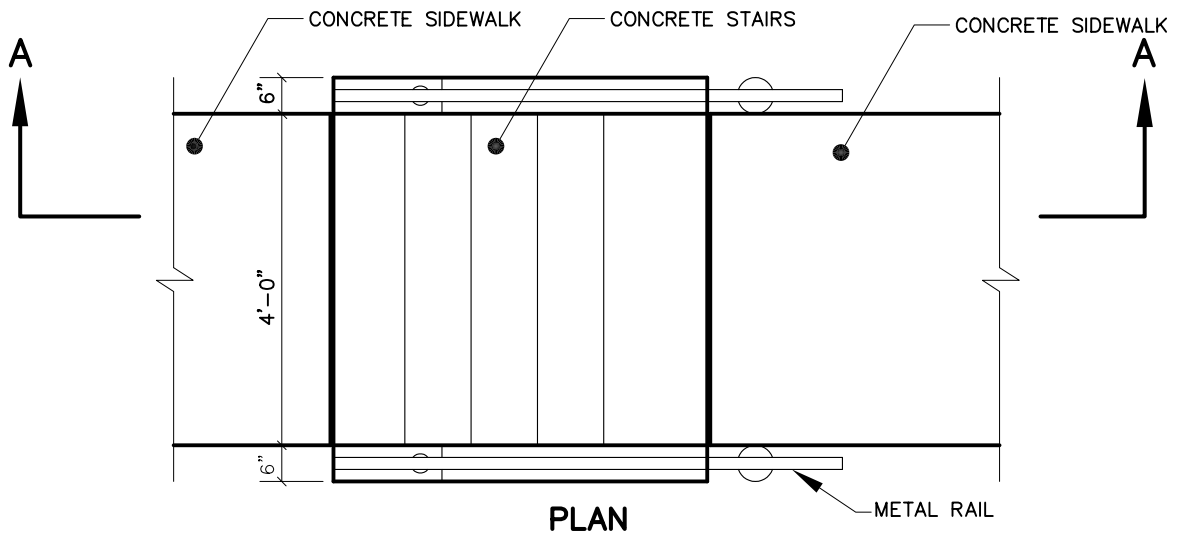 CONCRETE SIDEWALK
CONCRETE STAIRS
CONCRETE SIDEWALK
A
A
6"
4'-0"
6"
METAL RAIL
PLAN